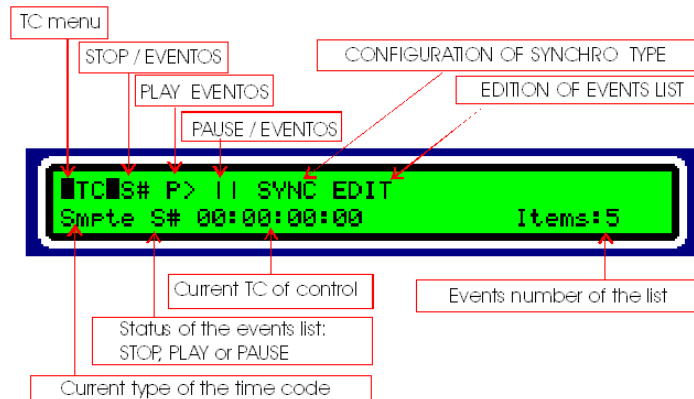 TC menu
STOP / EVENTOS
CONFIGURATION OF SYNCHRO TYPE
PLAY EVENTOS
EDITION OF EVENTS LIST
PAUSE / EVENTOS
TC S# P> || SYNC EDIT
Smpte S# 00:00:00:00 Items:5
Current TC of control
Events number of the list
Status of the events list:
STOP, PLAY or PAUSE
Current type of the time code